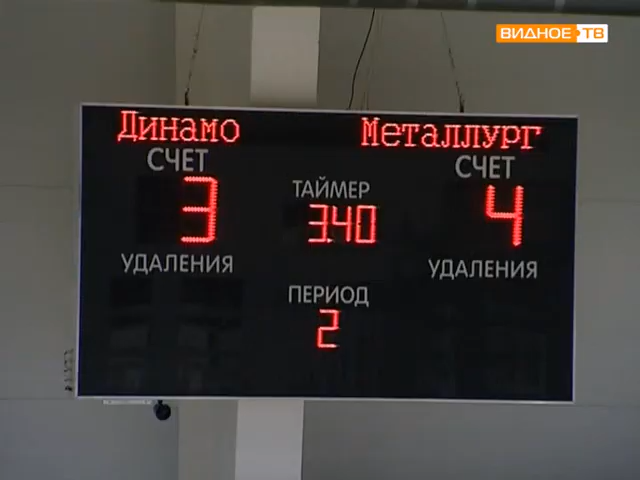 ВИДНОЕ ТВ
Динамо Металлург
СЧЕТ СЧЕТ
3 ТАЙМЕР 4
3.40
УДАЛЕНИЯ УДАЛЕНИЯ
ПЕРИОД
2